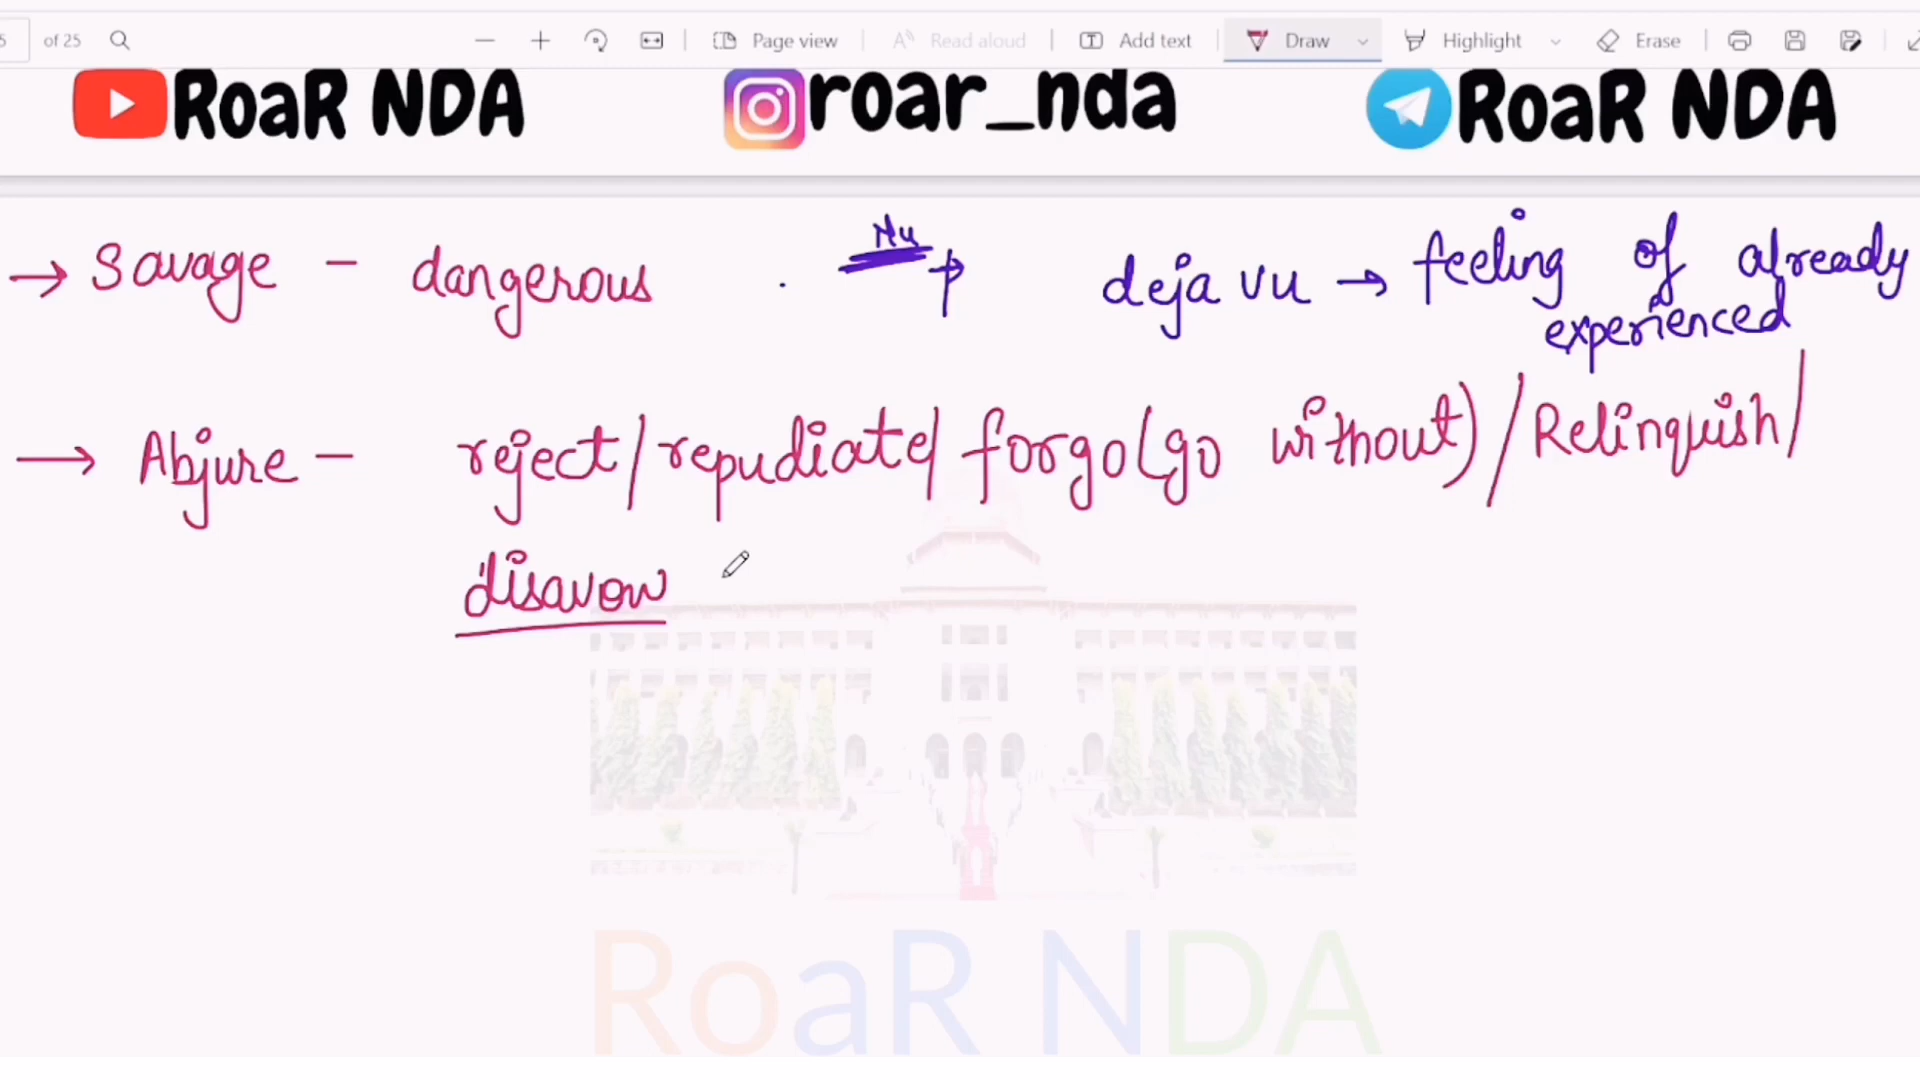 5 of 25 Page view Read aloud Add text Draw Highlight Erase
RoaR NDA roar_nda RoaR NDA
→ Savage - dangerous . deja vu → feeling of already
experienced
→ Abjure - reject/repudiate/forgo(go without)/Relinquish/
disavow
RoaR NDA